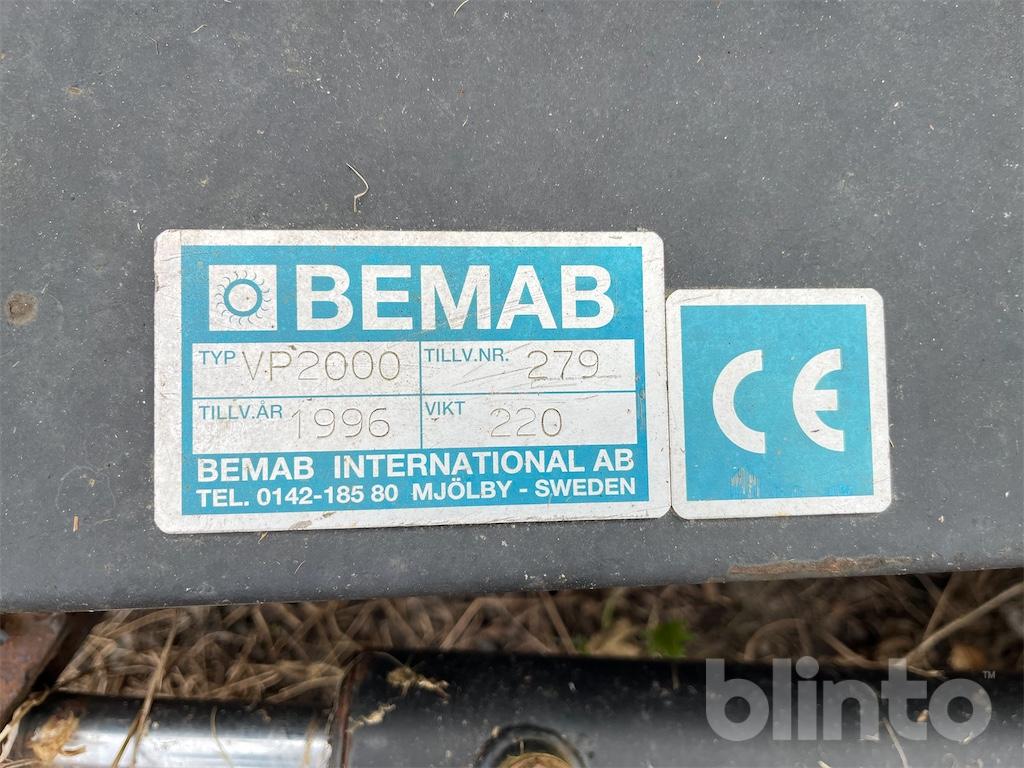 BEMAB
TYP VP2000 TILLV.NR. 279
TILLV.ÅR 1996 VIKT 220
BEMAB INTERNATIONAL AB
TEL. 0142-185 80 MJÖLBY - SWEDEN
CE
blinto™